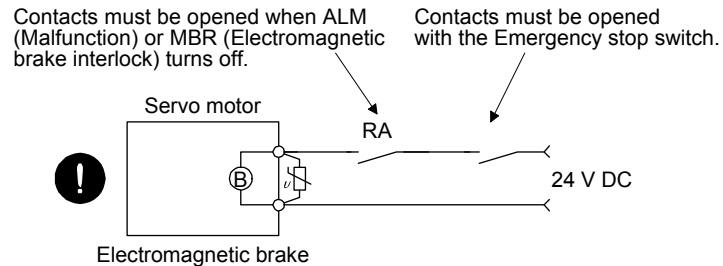 Contacts must be opened when ALM
(Malfunction) or MBR (Electromagnetic
brake interlock) turns off.
Contacts must be opened
with the Emergency stop switch.
Servo motor
RA
B
υ
24 V DC
Electromagnetic brake